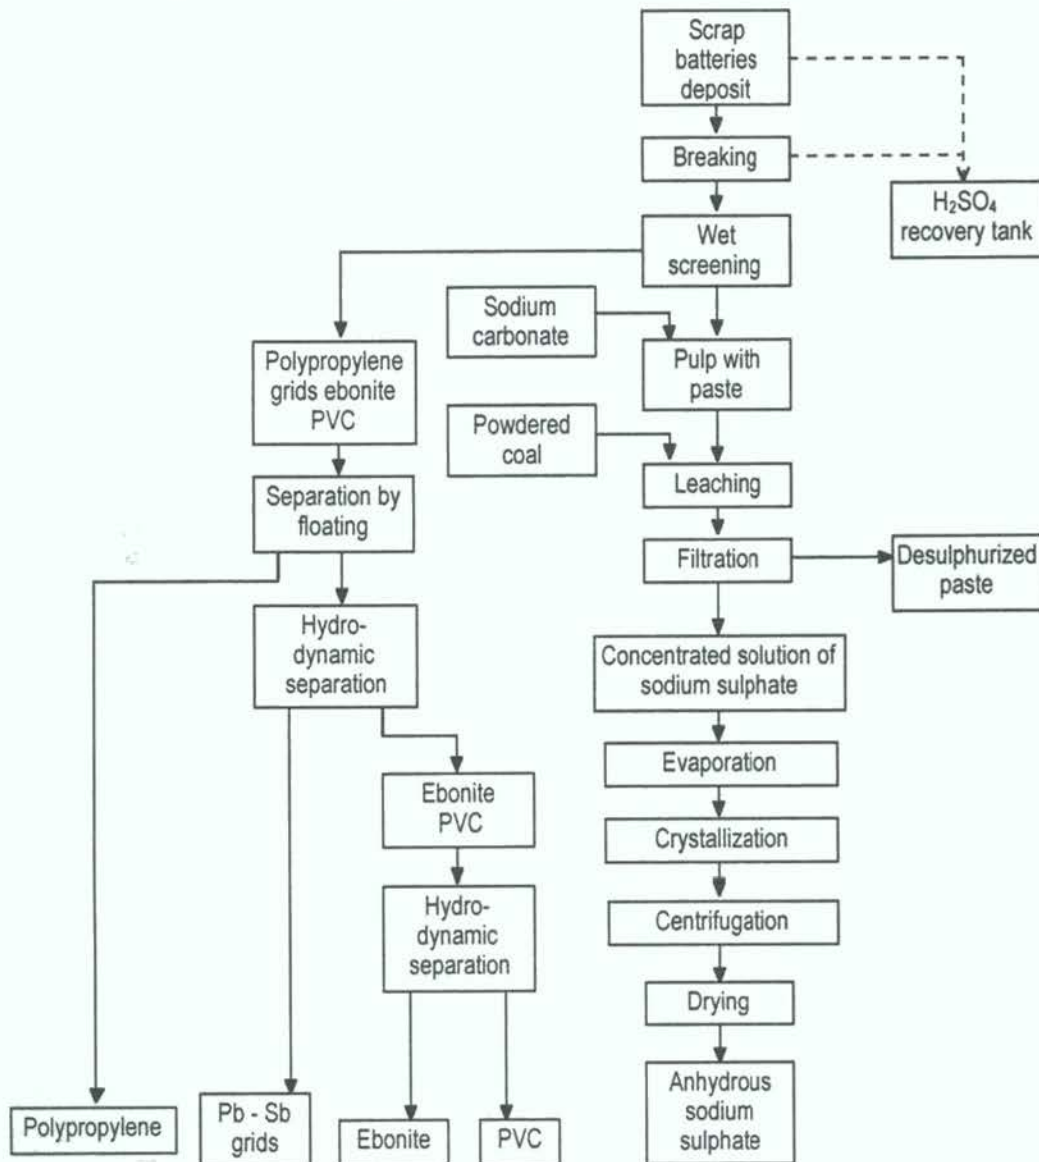 Scrap
batteries
deposit
Breaking
H₂SO₄
recovery tank
Wet
screening
Sodium
carbonate
Polypropylene
grids ebonite
PVC
Pulp with
paste
Powdered
coal
Leaching
Separation by
floating
Filtration
Desulphurized
paste
Hydro-
dynamic
separation
Concentrated solution of
sodium sulphate
Evaporation
Ebonite
PVC
Crystallization
Hydro-
dynamic
separation
Centrifugation
Drying
Polypropylene
Pb - Sb
grids
Ebonite
PVC
Anhydrous
sodium
sulphate